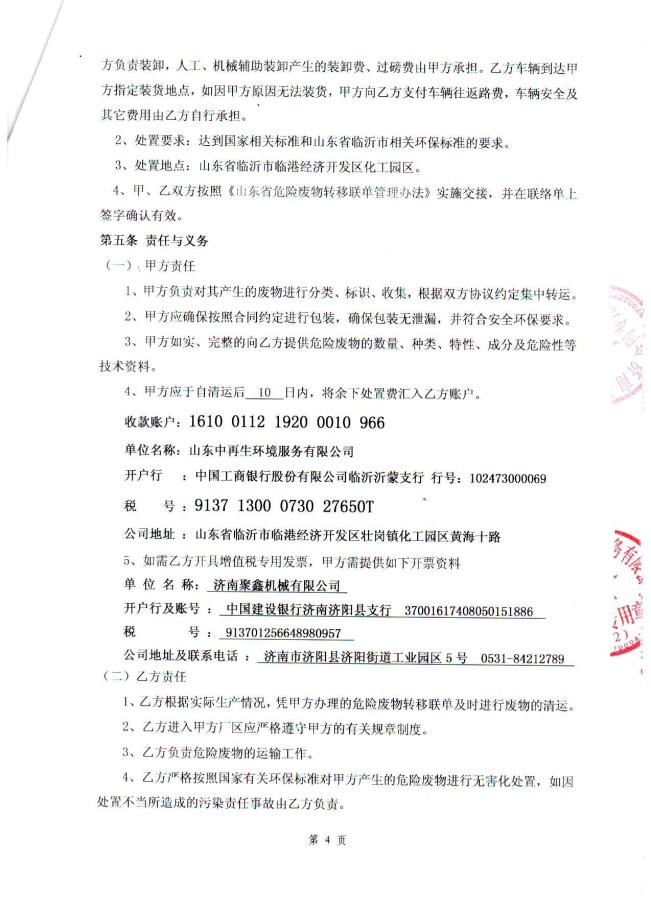 方负责装卸，人工、机械辅助装卸产生的装卸费、过磅费由甲方承担。乙方车辆到达甲
方指定装货地点，如因甲方原因无法装货，甲方向乙方支付车辆往返路费，车辆安全及
其它费用由乙方自行承担。
2、处置要求：达到国家相关标准和山东省临沂市相关环保标准的要求。
3、处置地点：山东省临沂市临港经济开发区化工园区。
4、甲、乙双方按照《山东省危险废物转移联单管理办法》实施交接，并在联络单上
签字确认有效。
第五条 责任与义务
（一）、甲方责任
1、甲方负责对其产生的废物进行分类、标识、收集，根据双方协议约定集中转运。
2、甲方应确保按照合同约定进行包装，确保包装无泄漏，并符合安全环保要求。
3、甲方如实、完整的向乙方提供危险废物的数量、种类、特性、成分及危险性等
技术资料。
4、甲方应于自清运后 10 日内，将余下处置费汇入乙方账户。
收款账户：1610 0112 1920 0010 966
单位名称：山东中再生环境服务有限公司
开户行 ：中国工商银行股份有限公司临沂沂蒙支行 行号：102473000069
税 号：9137 1300 0730 27650T
公司地址 ：山东省临沂市临港经济开发区壮岗镇化工园区黄海十路
5、如需乙方开具增值税专用发票，甲方需提供如下开票资料
单 位 名 称： 济南聚鑫机械有限公司
开户行及账号 ： 中国建设银行济南济阳县支行 37001617408050151886
税 号 ：913701256648980957
公司地址及联系电话 ： 济南市济阳县济阳街道工业园区 5 号 0531-84212789
（二）乙方责任
1、乙方根据实际生产情况，凭甲方办理的危险废物转移联单及时进行废物的清运。
2、乙方进入甲方厂区应严格遵守甲方的有关规章制度。
3、乙方负责危险废物的运输工作。
4、乙方严格按照国家有关环保标准对甲方产生的危险废物进行无害化处置，如因
处置不当所造成的污染责任事故由乙方负责。
第 4 页
务有限
用章
2)